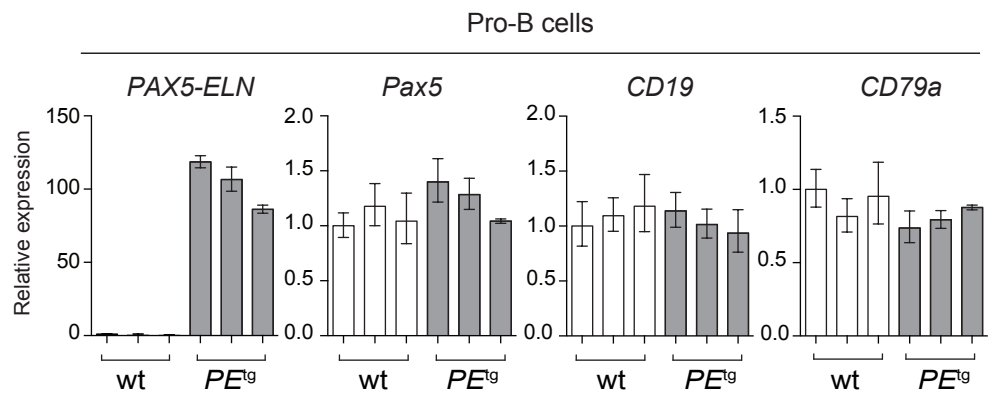 Pro-B cells
PAX5-ELN
Pax5
CD19
CD79a
Relative expression
150
100
50
0
wt
PEtg
2.0
1.5
1.0
0.5
0.0
wt
PEtg
2.0
1.5
1.0
0.5
0.0
wt
PEtg
1.5
1.0
0.5
0.0
wt
PEtg